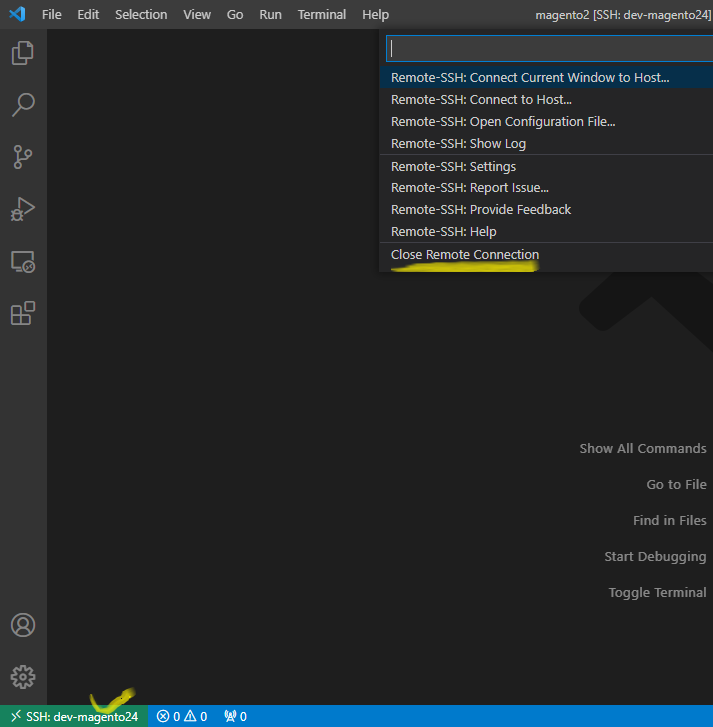 File Edit Selection View Go Run Terminal Help magento2 [SSH: dev-magento24]
Remote-SSH: Connect Current Window to Host...
Remote-SSH: Connect to Host...
Remote-SSH: Open Configuration File...
Remote-SSH: Show Log
Remote-SSH: Settings
Remote-SSH: Report Issue...
Remote-SSH: Provide Feedback
Remote-SSH: Help
Close Remote Connection
Show All Commands
Go to File
Find in Files
Start Debugging
Toggle Terminal
SSH: dev-magento24 0 0 0